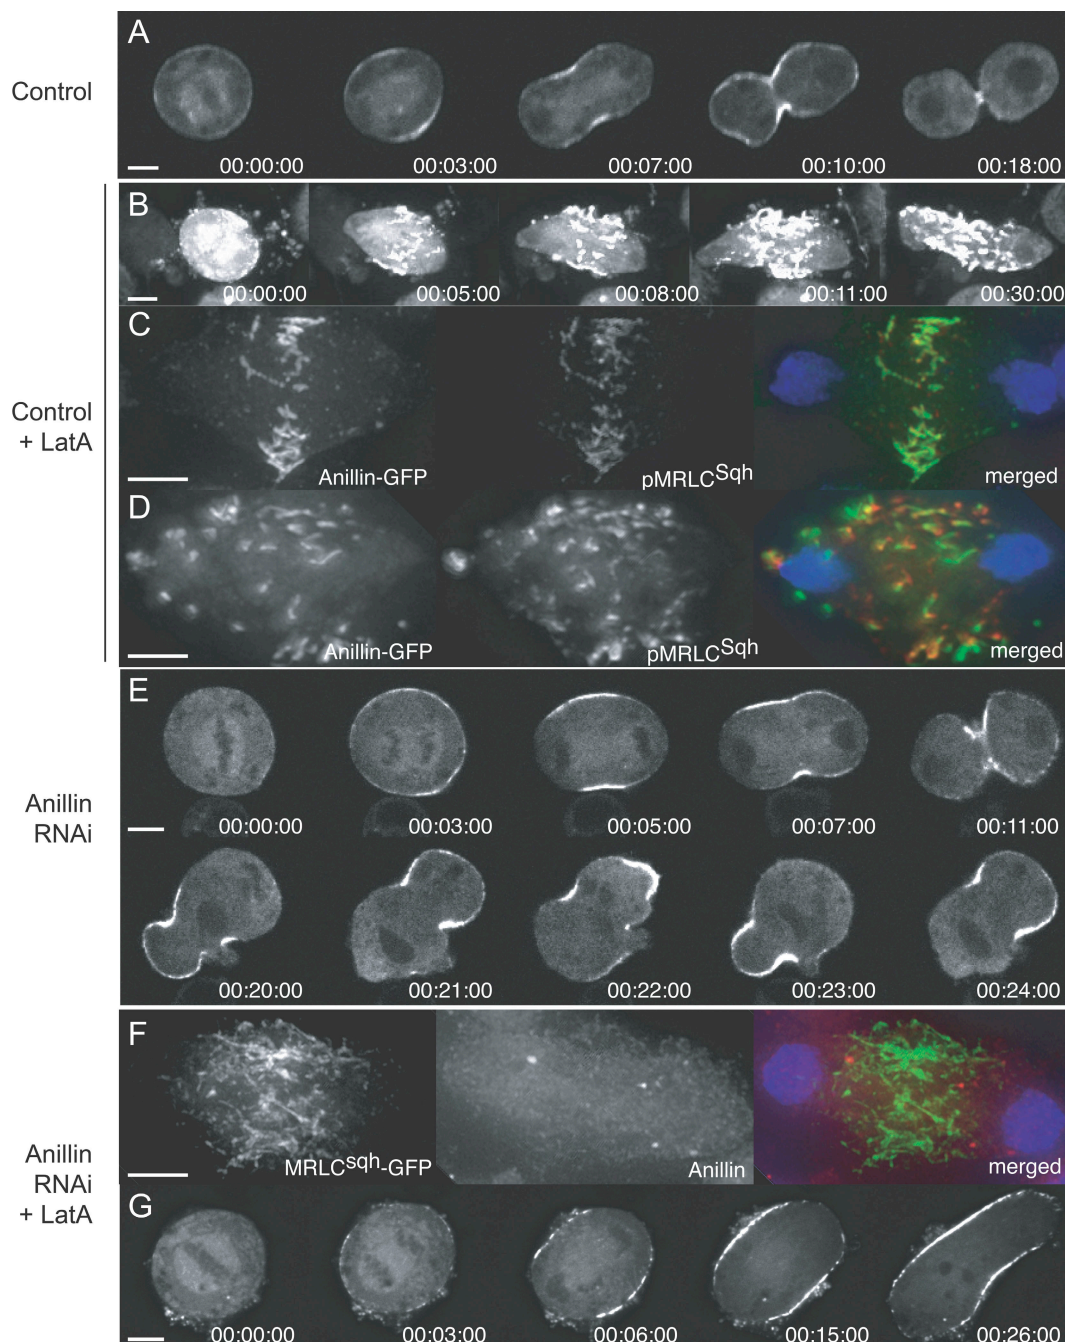 A
Control
00:00:00
00:03:00
00:07:00
00:10:00
00:18:00
B
00:00:00
00:05:00
00:08:00
00:11:00
00:30:00
Control
+ LatA
C
Anillin-GFP
pMRLCSqh
merged
D
Anillin-GFP
pMRLCSqh
merged
E
Anillin
RNAi
00:00:00
00:03:00
00:05:00
00:07:00
00:11:00
00:20:00
00:21:00
00:22:00
00:23:00
00:24:00
Anillin
RNAi
+ LatA
F
MRLCsqh-GFP
Anillin
merged
G
00:00:00
00:03:00
00:06:00
00:15:00
00:26:00